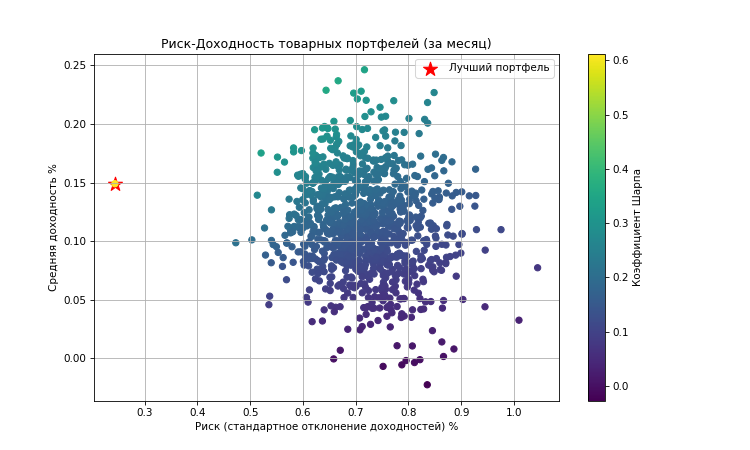 Риск-Доходность товарных портфелей (за месяц)
Лучший портфель
Средняя доходность %
0.25
0.20
0.15
0.10
0.05
0.00
0.3 0.4 0.5 0.6 0.7 0.8 0.9 1.0
Риск (стандартное отклонение доходностей) %
0.6
0.5
0.4
0.3
0.2
0.1
0.0
Коэффициент Шарпа